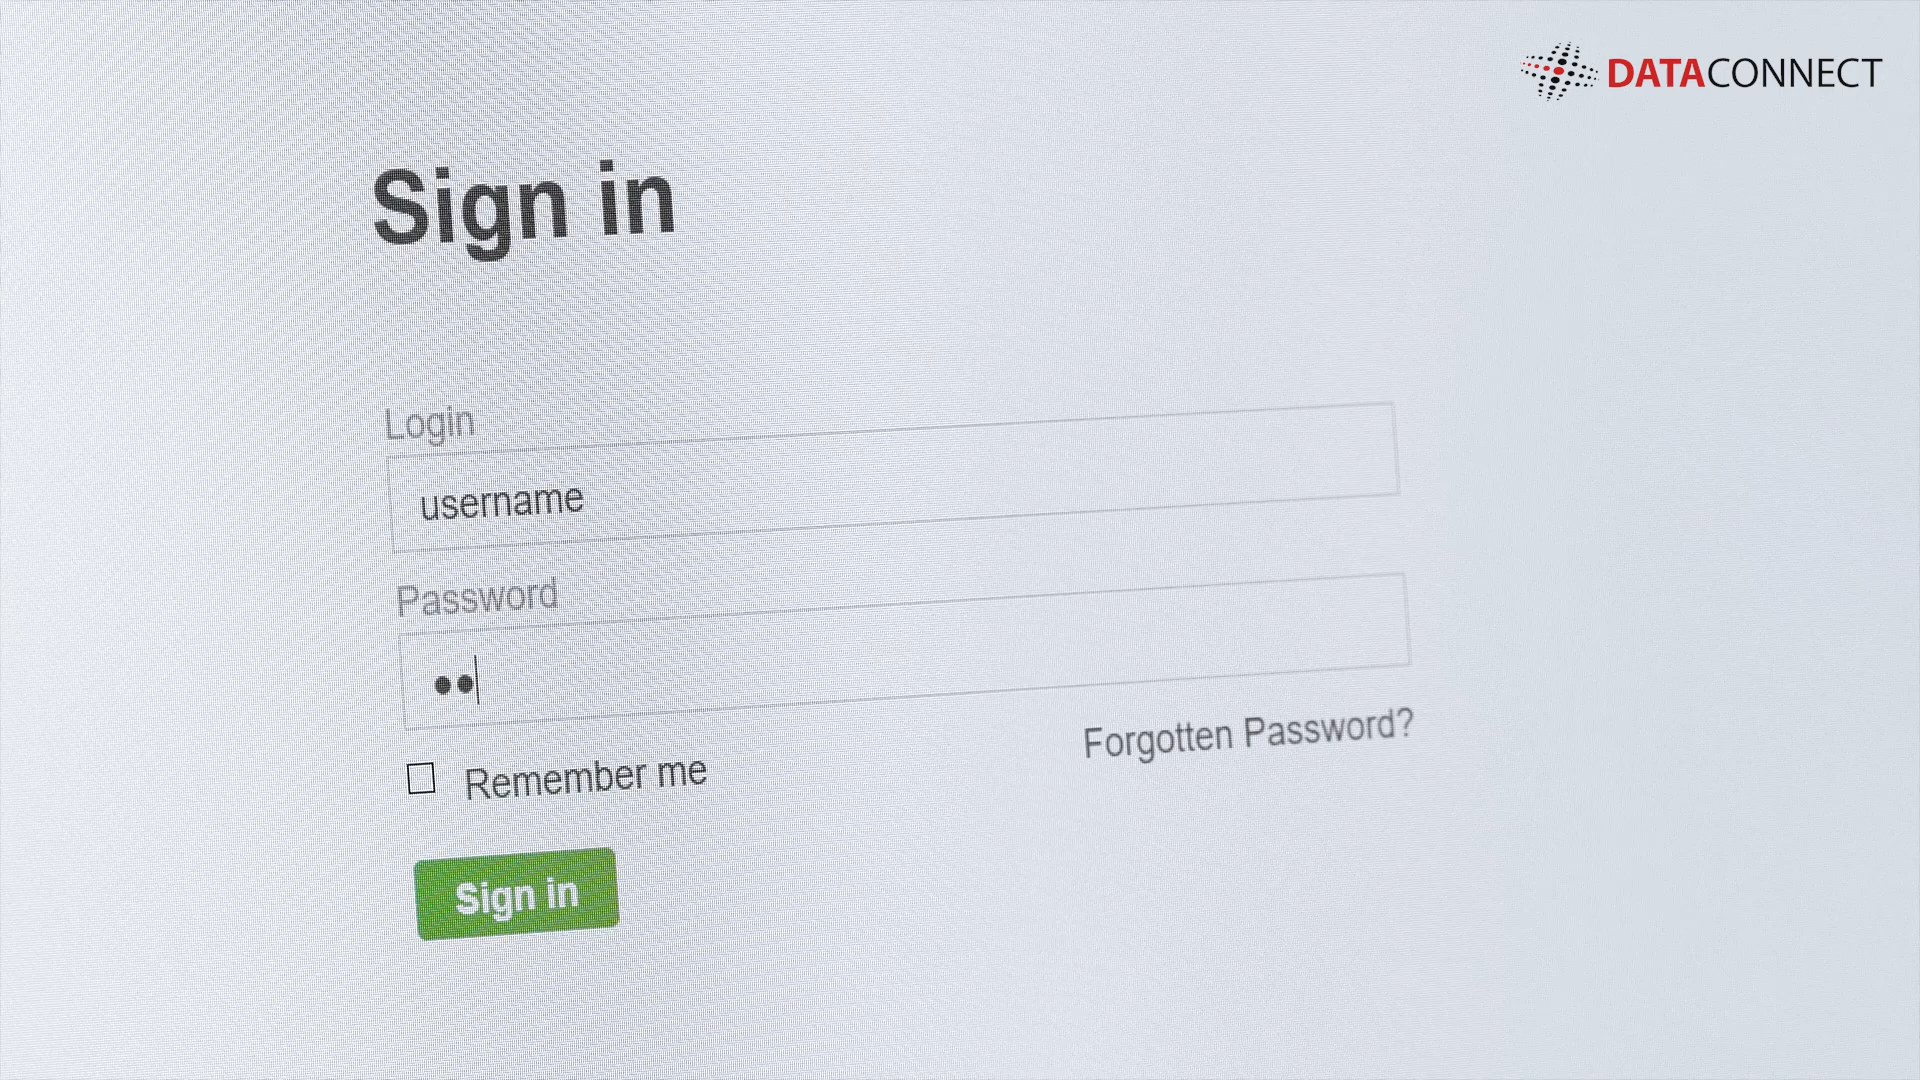 DATACONNECT
Sign in
Login
username
Password
••
Forgotten Password?
Remember me
Sign in